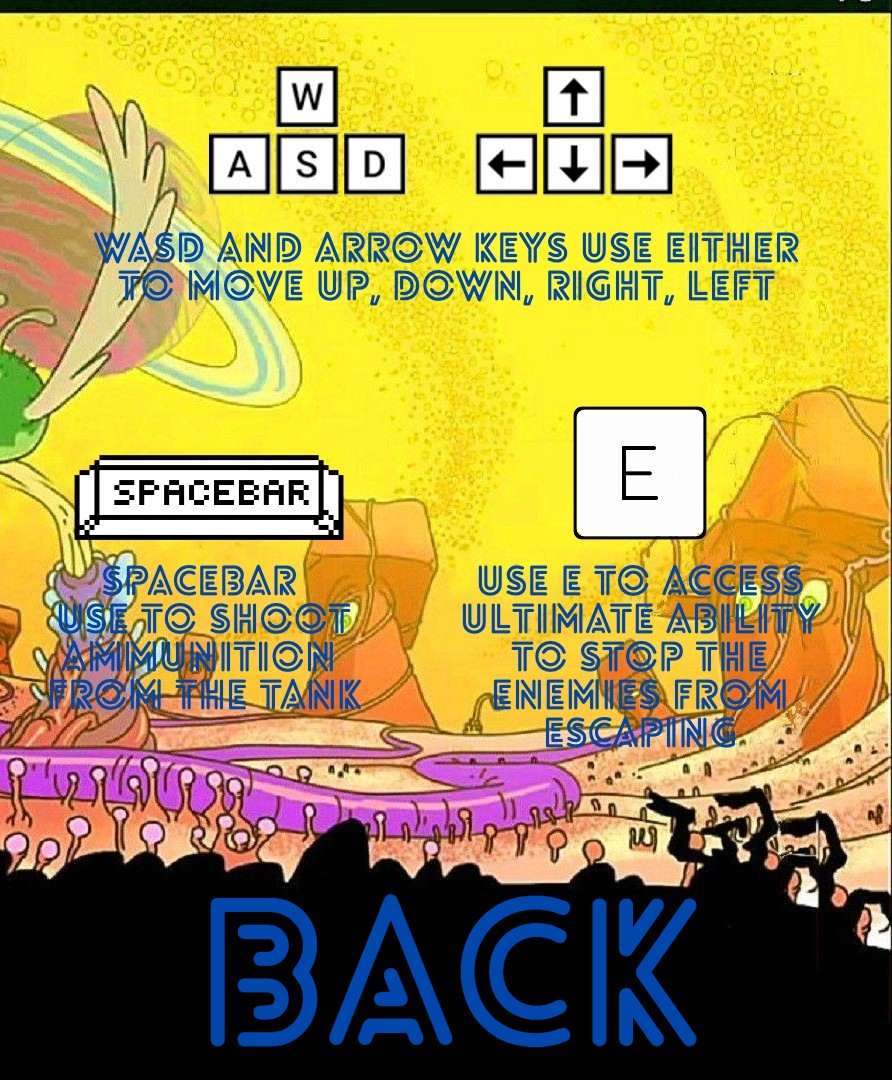 W
A S D
↑
← ↓ →
WASD AND ARROW KEYS USE EITHER
TO MOVE UP, DOWN, RIGHT, LEFT
SPACEBAR
SPACEBAR
USE TO SHOOT
AMMUNITION
FROM THE TANK
E
USE E TO ACCESS
ULTIMATE ABILITY
TO STOP THE
ENEMIES FROM
ESCAPING
BACK